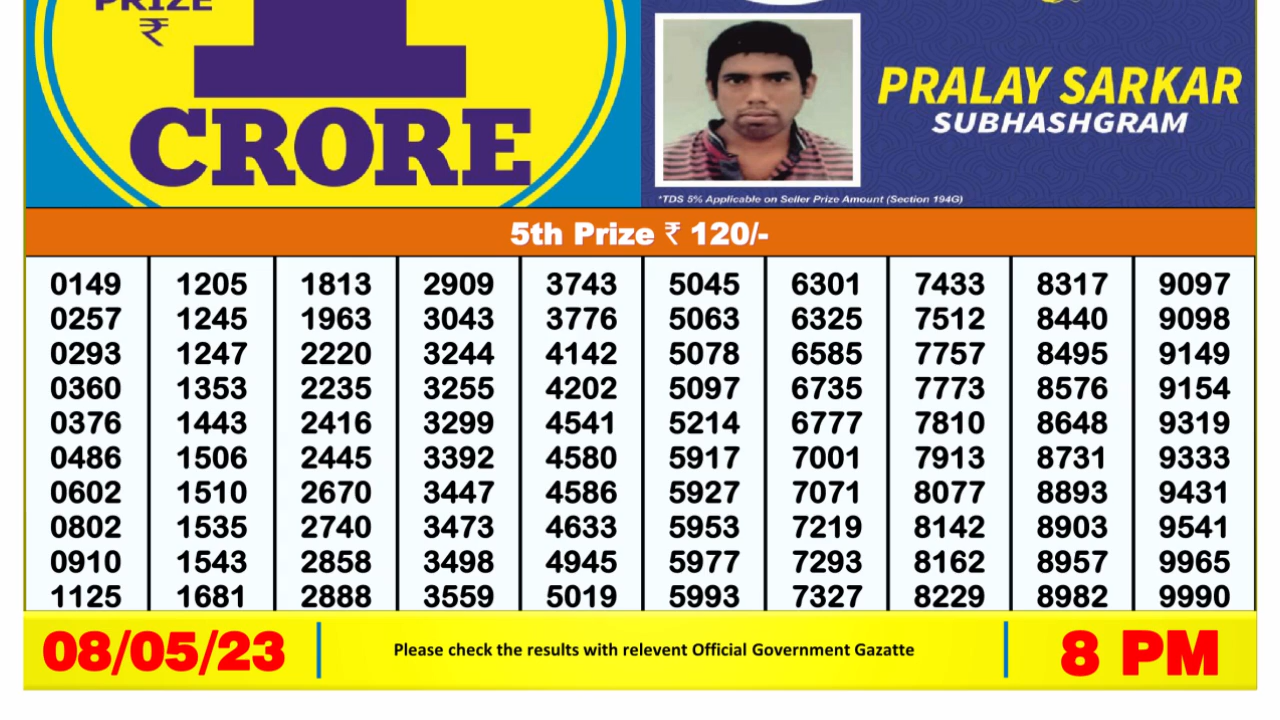 PRIZE
₹
1
CRORE
PRALAY SARKAR
SUBHASHGRAM
*TDS 5% Applicable on Seller Prize Amount (Section 194G)
5th Prize ₹ 120/-
0149 1205 1813 2909 3743 5045 6301 7433 8317 9097
0257 1245 1963 3043 3776 5063 6325 7512 8440 9098
0293 1247 2220 3244 4142 5078 6585 7757 8495 9149
0360 1353 2235 3255 4202 5097 6735 7773 8576 9154
0376 1443 2416 3299 4541 5214 6777 7810 8648 9319
0486 1506 2445 3392 4580 5917 7001 7913 8731 9333
0602 1510 2670 3447 4586 5927 7071 8077 8893 9431
0802 1535 2740 3473 4633 5953 7219 8142 8903 9541
0910 1543 2858 3498 4945 5977 7293 8162 8957 9965
1125 1681 2888 3559 5019 5993 7327 8229 8982 9990
08/05/23
Please check the results with relevent Official Government Gazatte
8 PM